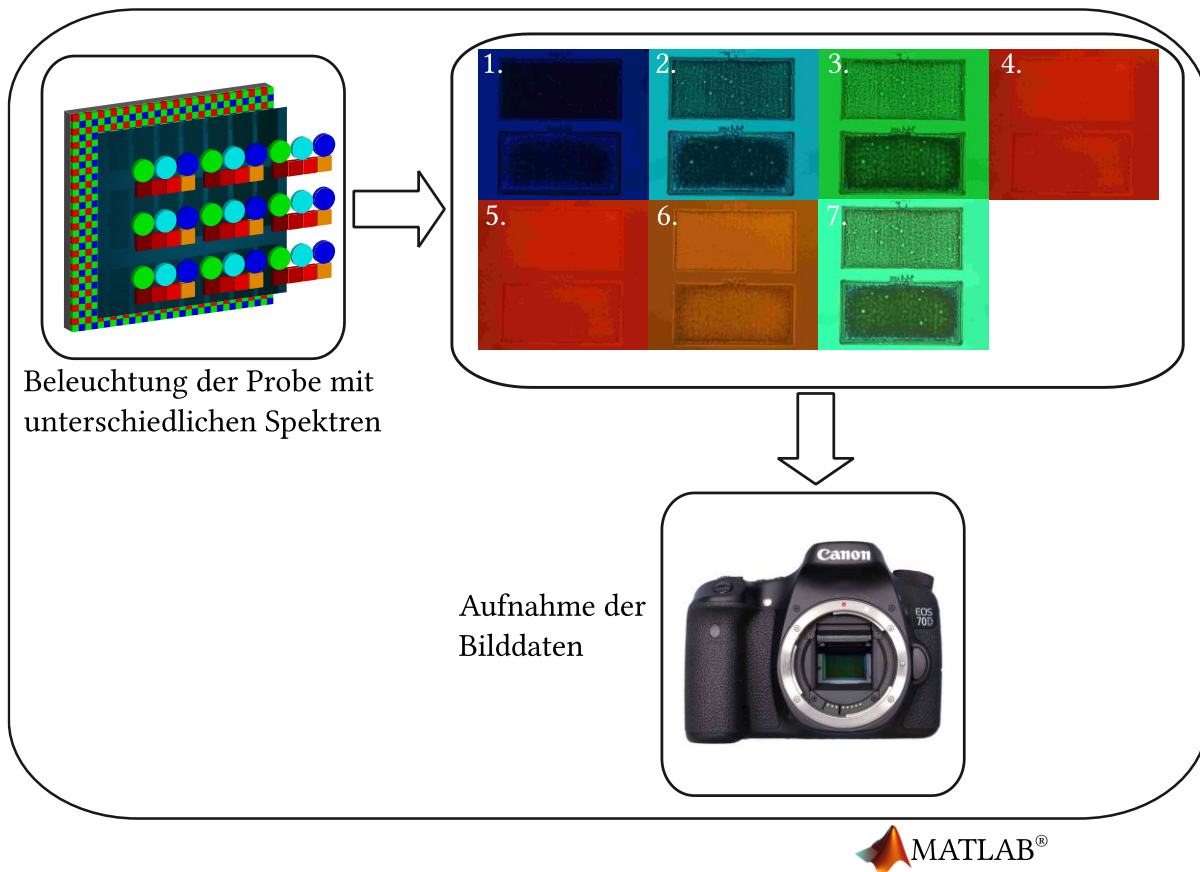 1.
2.
3.
4.
5.
6.
7.
Beleuchtung der Probe mit
unterschiedlichen Spektren
Aufnahme der
Bilddaten
Canon
EOS
70D
MATLAB®